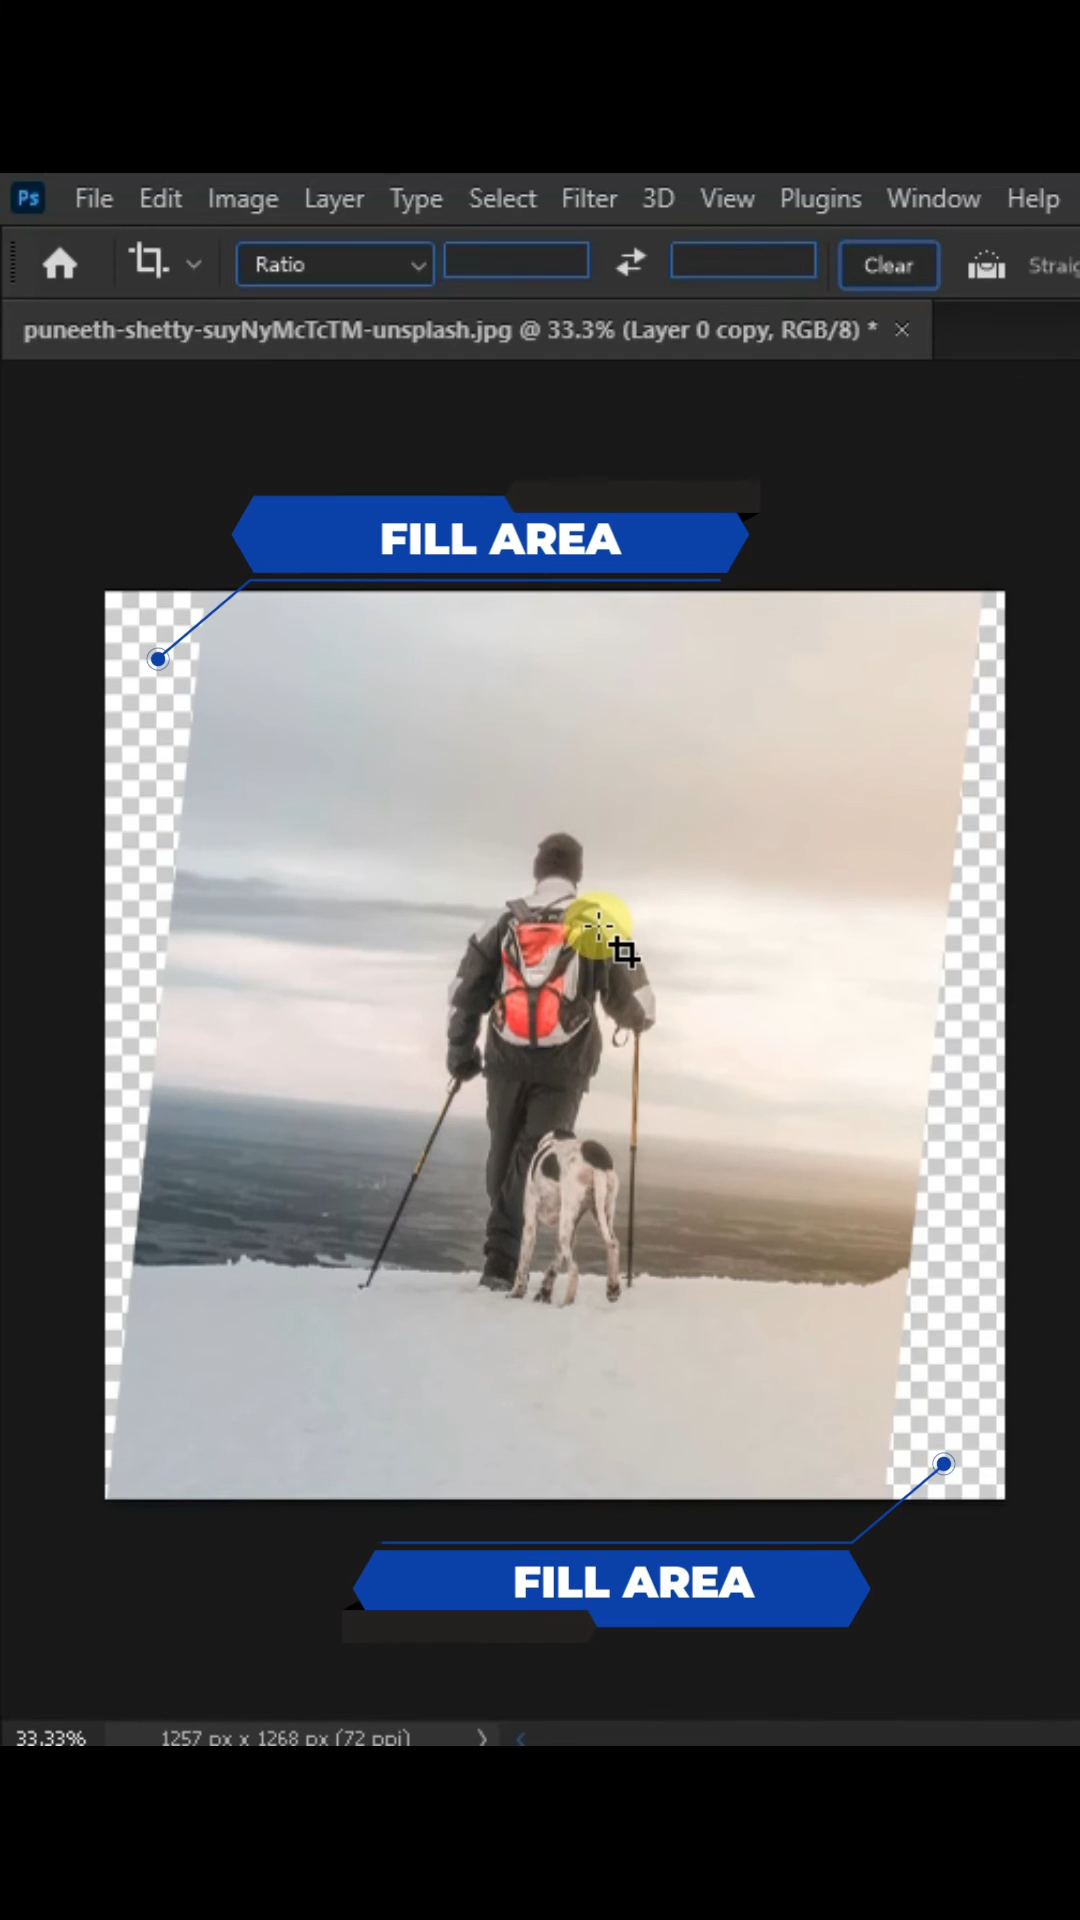 Ps File Edit Image Layer Type Select Filter 3D View Plugins Window Help
Ratio Clear
puneeth-shetty-suyNyMcTcTM-unsplash.jpg @ 33.3% (Layer 0 copy, RGB/8) *
FILL AREA
FILL AREA
33.33% 1257 px x 1268 px (72 ppi)